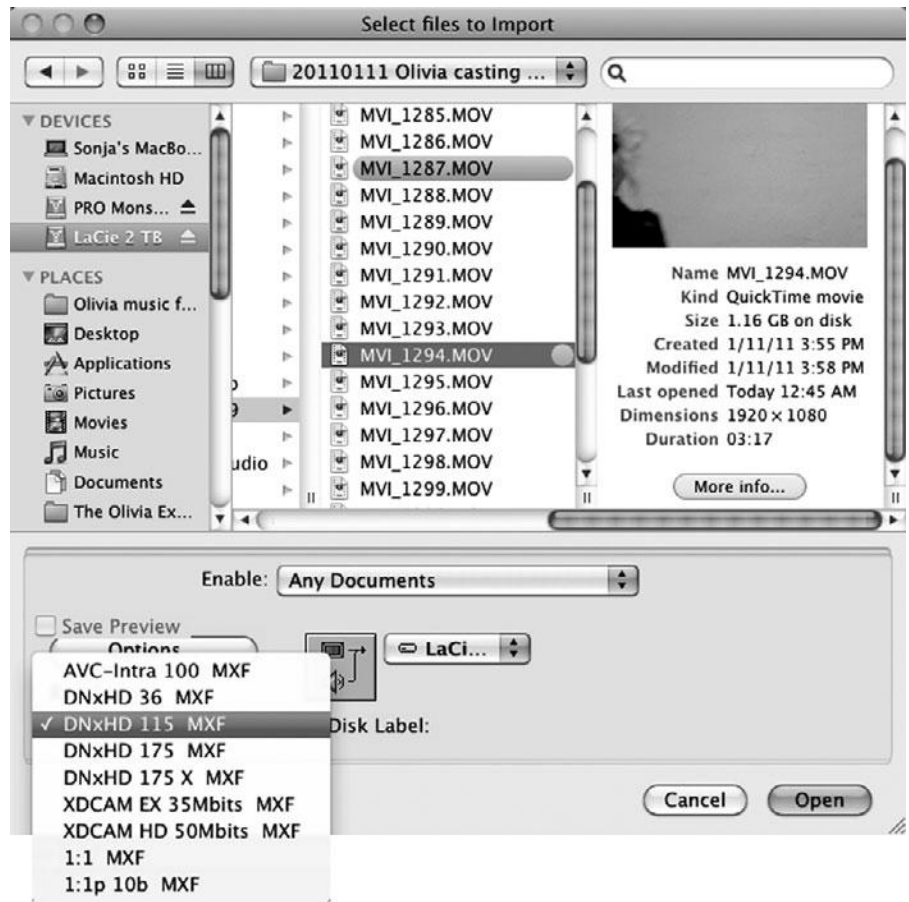 Select files to Import
20110111 Olivia casting ...
DEVICES
Sonja's MacBo...
Macintosh HD
PRO Mons...
LaCie 2 TB
PLACES
Olivia music f...
Desktop
Applications
Pictures
Movies
Music
Documents
The Olivia Ex...
udio
MVI_1285.MOV
MVI_1286.MOV
MVI_1287.MOV
MVI_1288.MOV
MVI_1289.MOV
MVI_1290.MOV
MVI_1291.MOV
MVI_1292.MOV
MVI_1293.MOV
MVI_1294.MOV
MVI_1295.MOV
MVI_1296.MOV
MVI_1297.MOV
MVI_1298.MOV
MVI_1299.MOV
Name MVI_1294.MOV
Kind QuickTime movie
Size 1.16 GB on disk
Created 1/11/11 3:55 PM
Modified 1/11/11 3:58 PM
Last opened Today 12:45 AM
Dimensions 1920 × 1080
Duration 03:17
More info...
Enable: Any Documents
Save Preview
Options
LaCi...
Disk Label:
AVC-Intra 100 MXF
DNxHD 36 MXF
✓ DNxHD 115 MXF
DNxHD 175 MXF
DNxHD 175 X MXF
XDCAM EX 35Mbits MXF
XDCAM HD 50Mbits MXF
1:1 MXF
1:1p 10b MXF
Cancel
Open